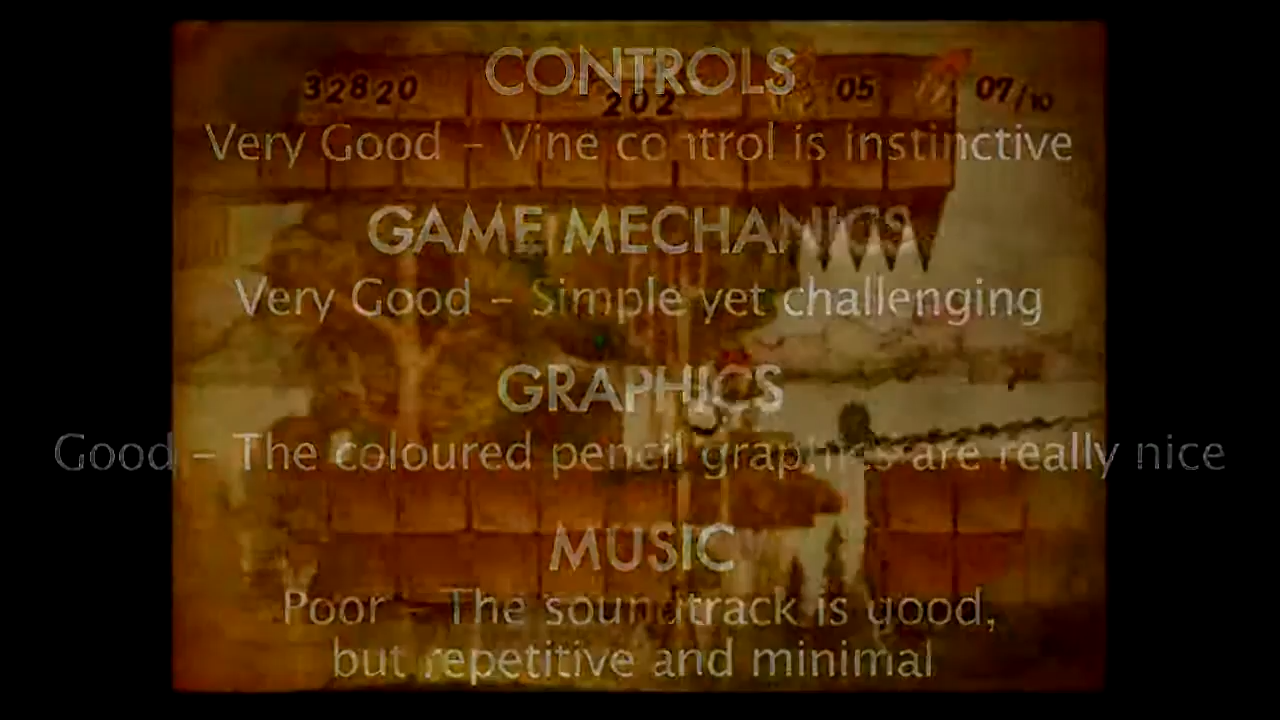 CONTROLS
32820 202 05 07/10
Very Good – Vine control is instinctive
GAME MECHANICS
Very Good – Simple yet challenging
GRAPHICS
Good – The coloured pencil graphics are really nice
MUSIC
Poor – The soundtrack is good,
but repetitive and minimal